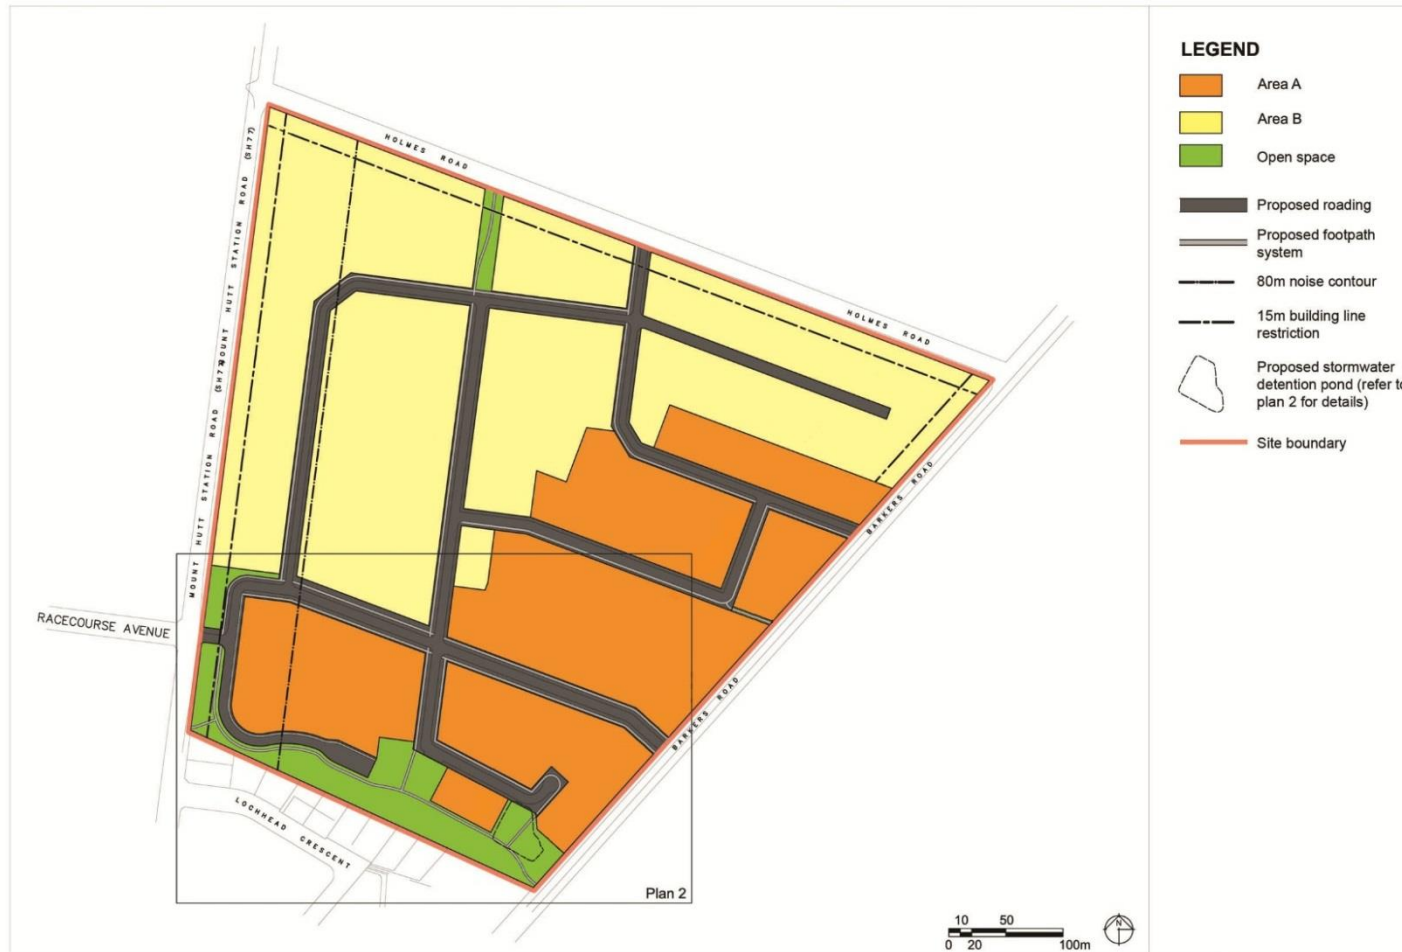 LEGEND
Area A
Area B
Open space
Proposed roading
Proposed footpath
system
80m noise contour
15m building line
restriction
Proposed stormwater
detention pond (refer to
plan 2 for details)
Site boundary
HOLMES ROAD
HOLMES ROAD
MOUNT HUTT STATION ROAD (SH77)
MOUNT HUTT STATION ROAD (SH77)
BARKERS ROAD
BARKERS ROAD
RACECOURSE AVENUE
LOCHHEAD CRESCENT
Plan 2
10 50
0 20 100m